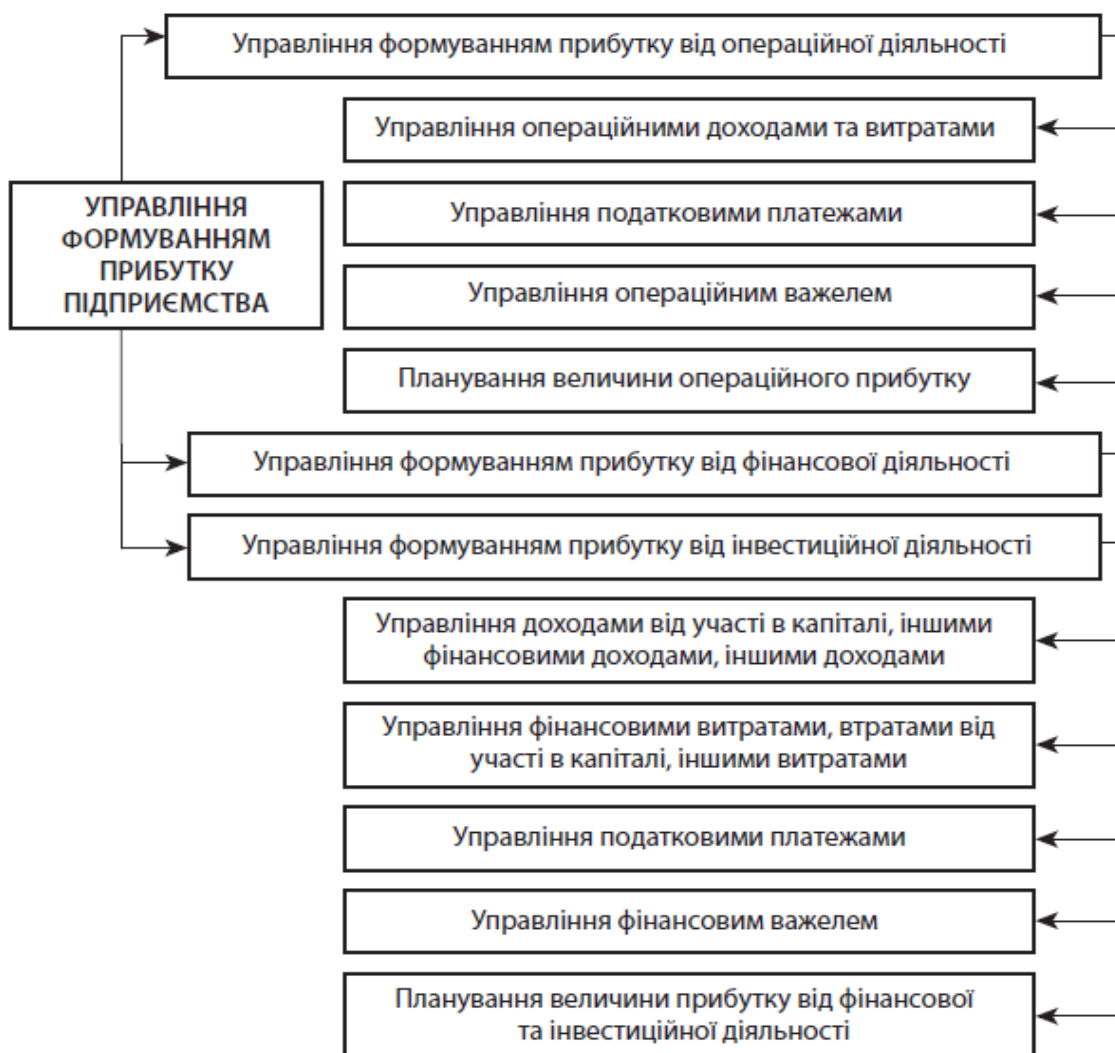 Управління формуванням прибутку від операційної діяльності
Управління операційними доходами та витратами
УПРАВЛІННЯ
ФОРМУВАННЯМ
ПРИБУТКУ
ПІДПРИЄМСТВА
Управління податковими платежами
Управління операційним важелем
Планування величини операційного прибутку
Управління формуванням прибутку від фінансової діяльності
Управління формуванням прибутку від інвестиційної діяльності
Управління доходами від участі в капіталі, іншими
фінансовими доходами, іншими доходами
Управління фінансовими витратами, втратами від
участі в капіталі, іншими витратами
Управління податковими платежами
Управління фінансовим важелем
Планування величини прибутку від фінансової
та інвестиційної діяльності